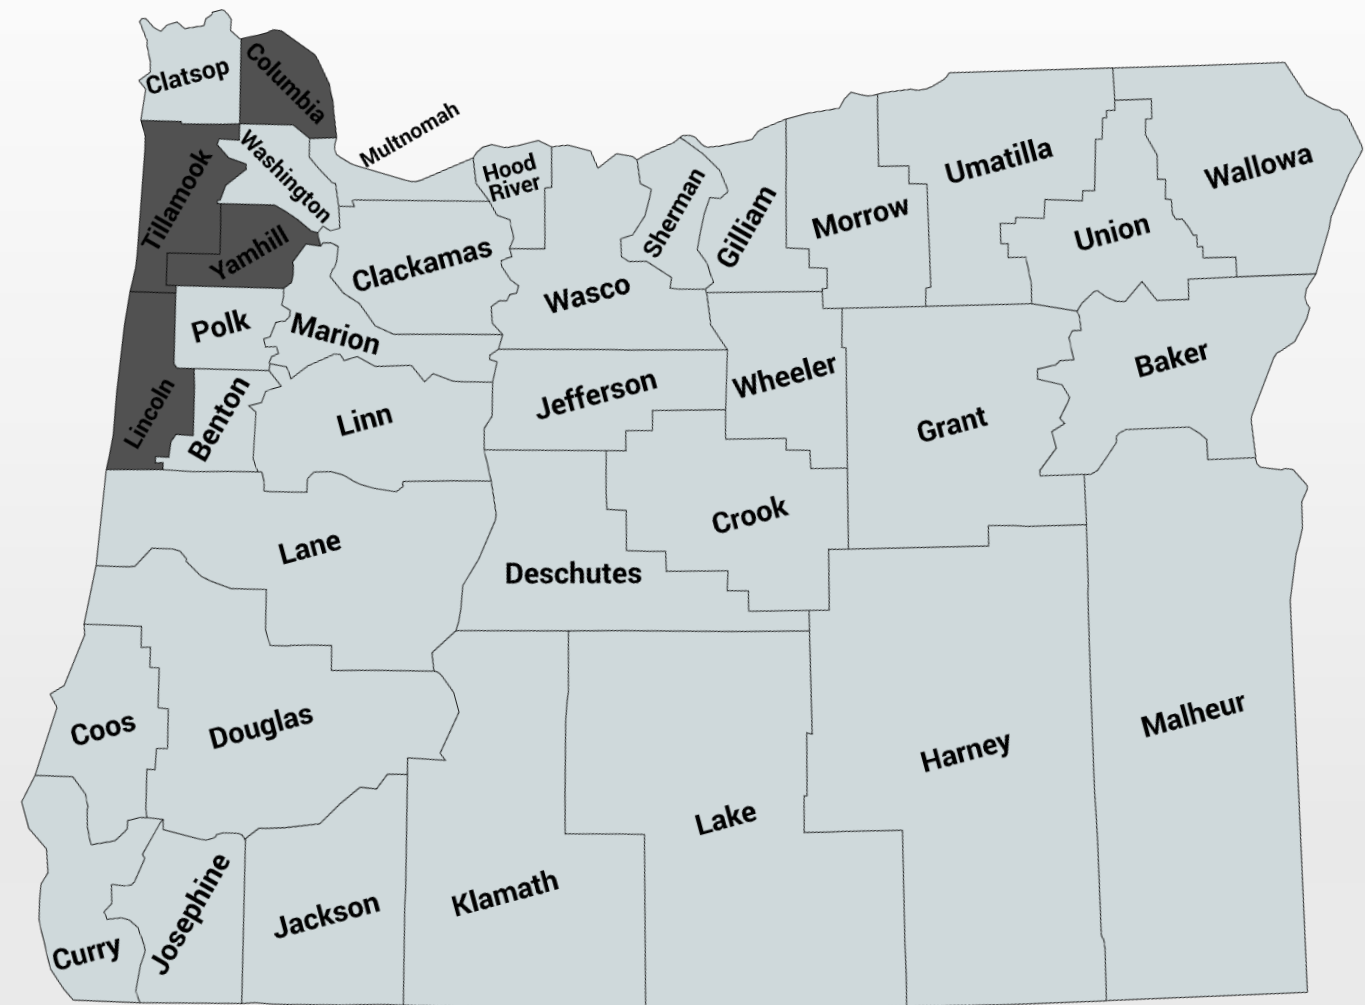 Clatsop
Columbia
Multnomah
Washington
Tillamook
Hood
River
Sherman
Gilliam
Morrow
Umatilla
Union
Wallowa
Yamhill
Clackamas
Wasco
Polk
Marion
Lincoln
Benton
Linn
Jefferson
Wheeler
Grant
Baker
Lane
Deschutes
Crook
Coos
Douglas
Lake
Harney
Malheur
Curry
Josephine
Jackson
Klamath